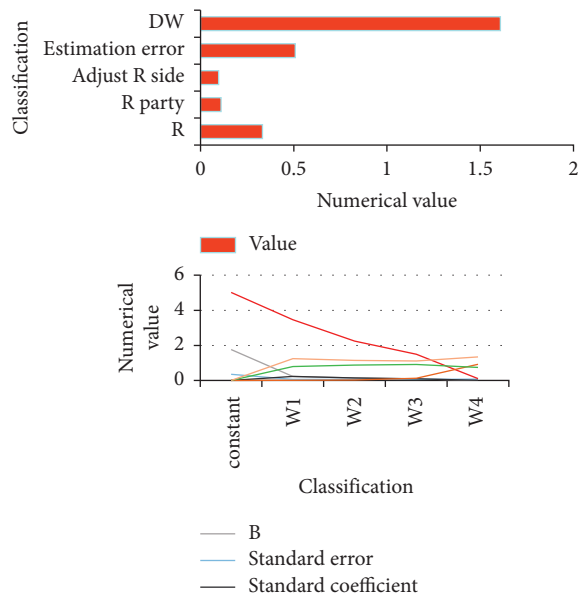 Classification
DW
Estimation error
Adjust R side
R party
R
0 0.5 1 1.5 2
Numerical value
Value
Numerical
value
6
4
2
0
constant W1 W2 W3 W4
Classification
B
Standard error
Standard coefficient